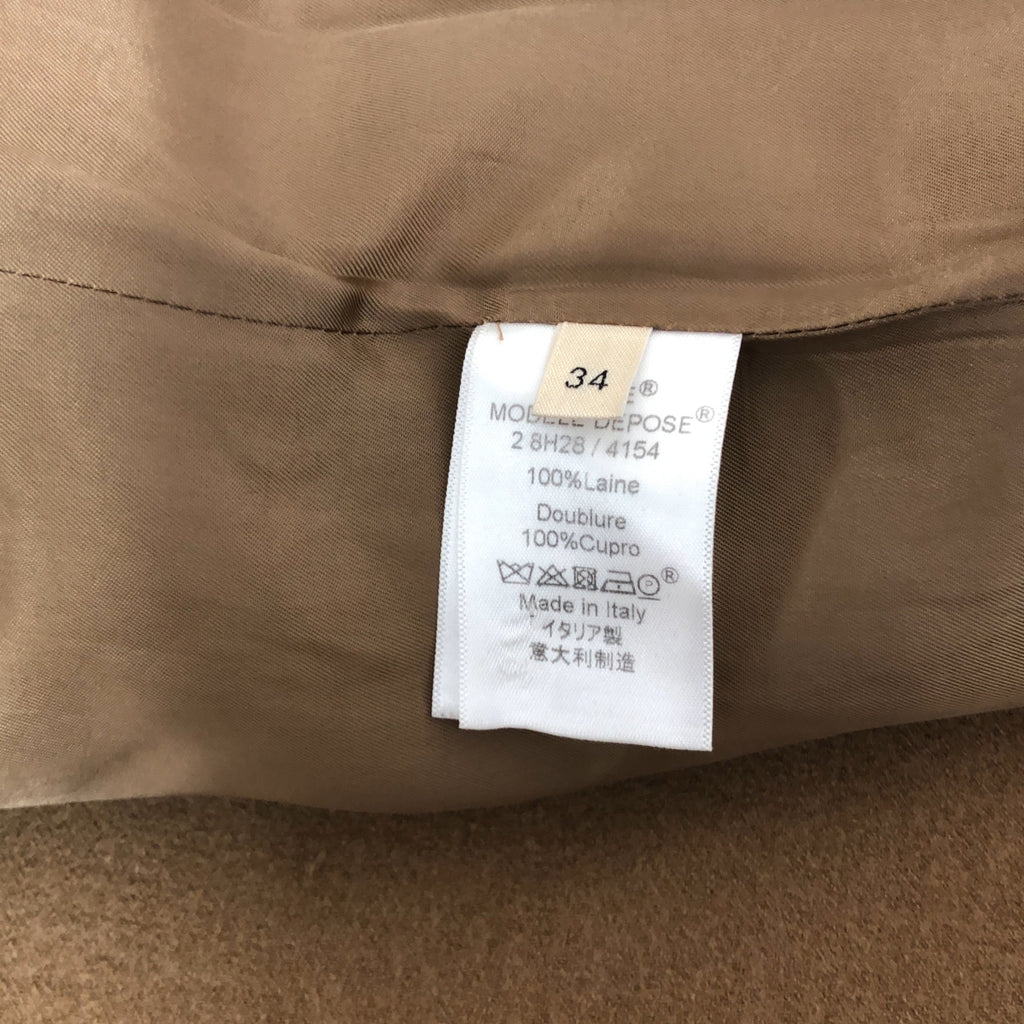 34
E®
MODELE DEPOSE®
2 8H28 / 4154
100%Laine
Doublure
100%Cupro
®
Made in Italy
イタリア製
意大利制造